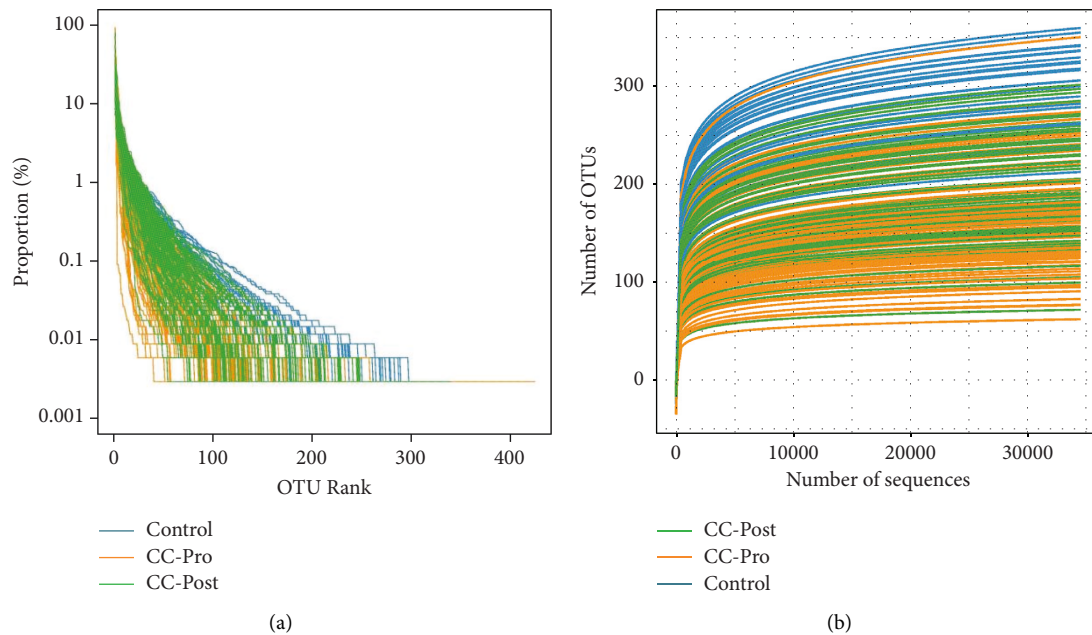 100
10
1
0.1
0.01
0.001
Proportion (%)
0 100 200 300 400
OTU Rank
Control
CC-Pro
CC-Post
(a)
300
200
100
0
Number of OTUs
0 10000 20000 30000
Number of sequences
CC-Post
CC-Pro
Control
(b)